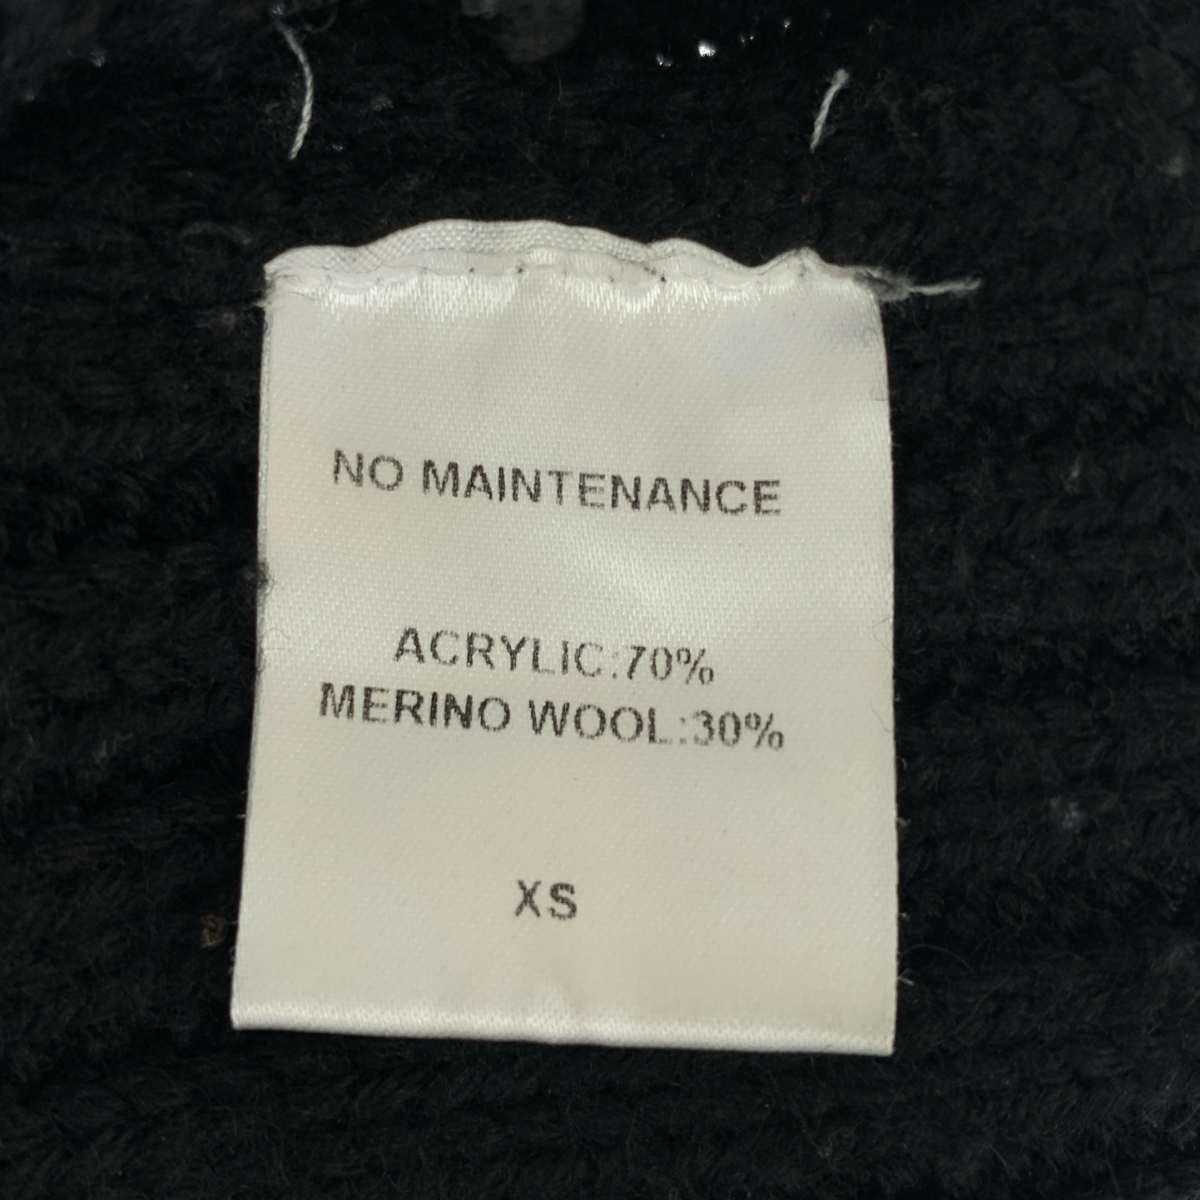 NO MAINTENANCE
ACRYLIC:70%
MERINO WOOL:30%
XS